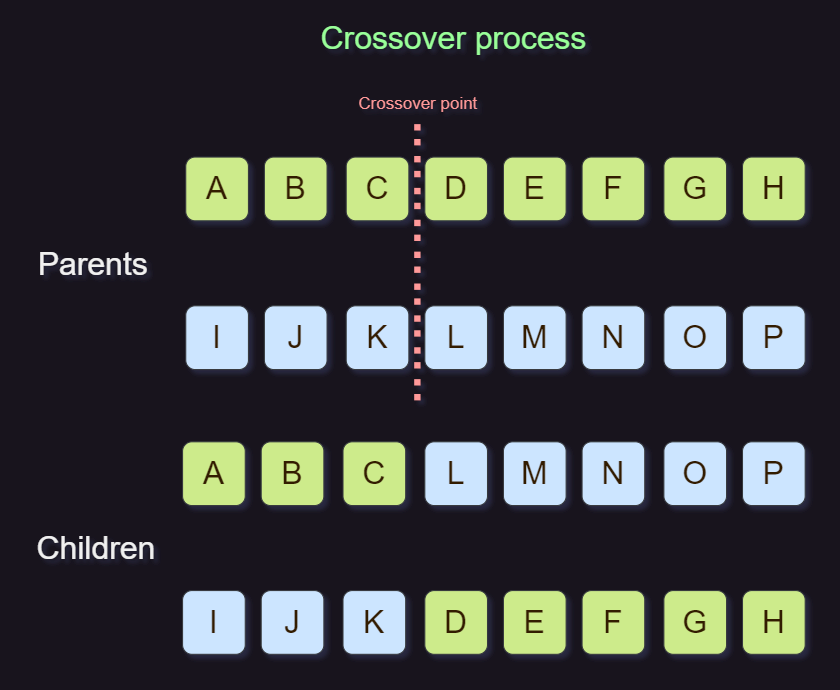 Crossover process
Crossover point
A B C D E F G H
Parents
I J K L M N O P
A B C L M N O P
Children
I J K D E F G H